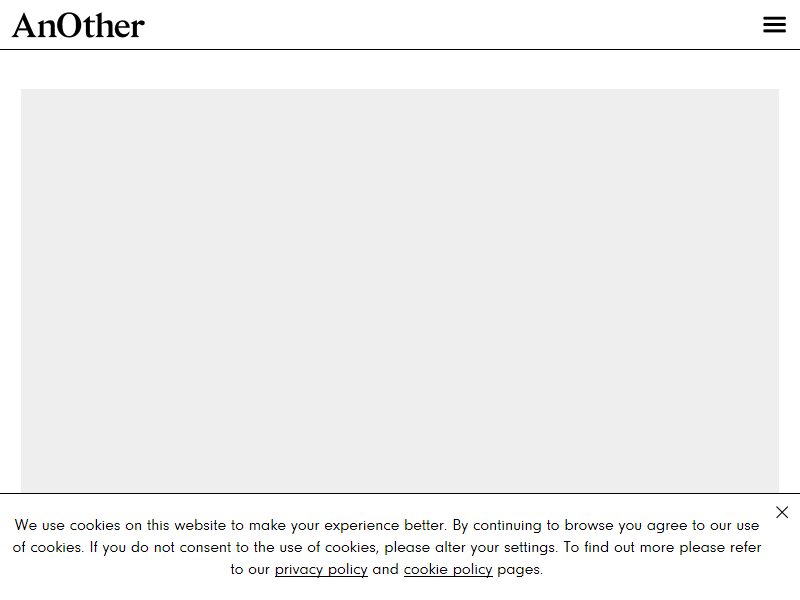 AnOther
We use cookies on this website to make your experience better. By continuing to browse you agree to our use
of cookies. If you do not consent to the use of cookies, please alter your settings. To find out more please refer
to our privacy policy and cookie policy pages.